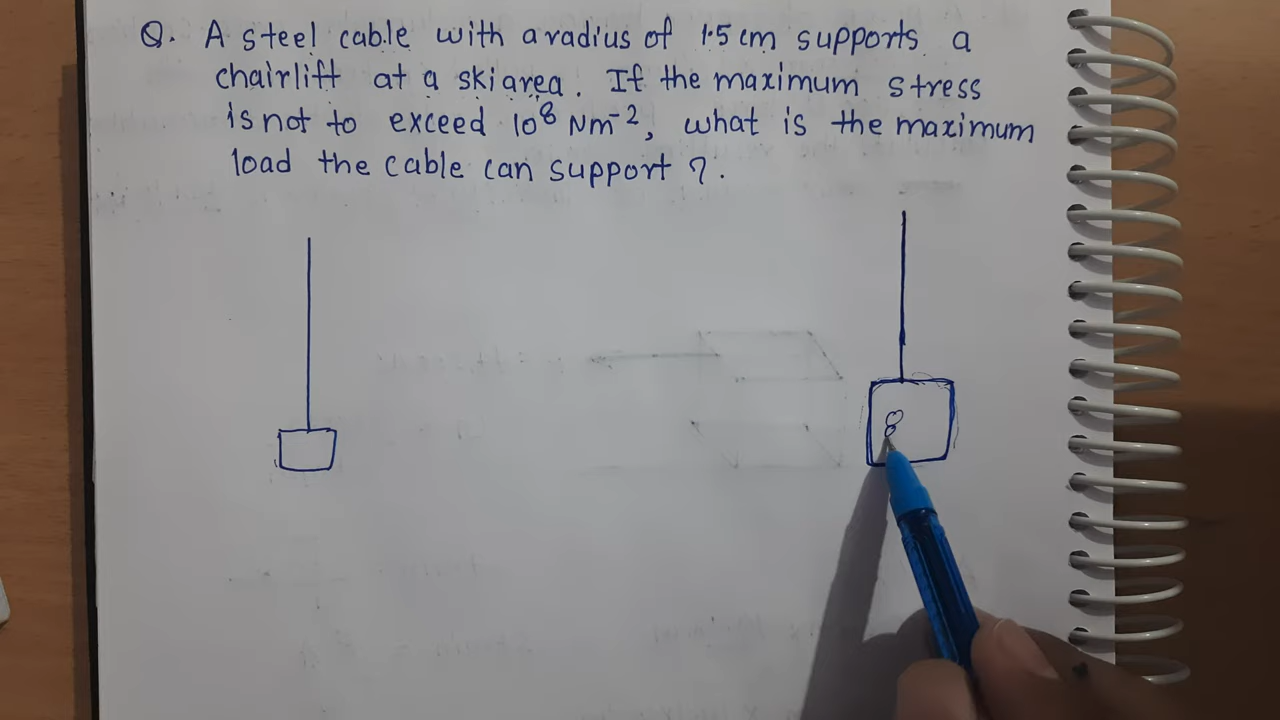 Q. A steel cable with a radius of 1.5 cm supports a
chairlift at a ski area. If the maximum stress
is not to exceed 10⁸ Nm⁻², what is the maximum
load the cable can support ?.